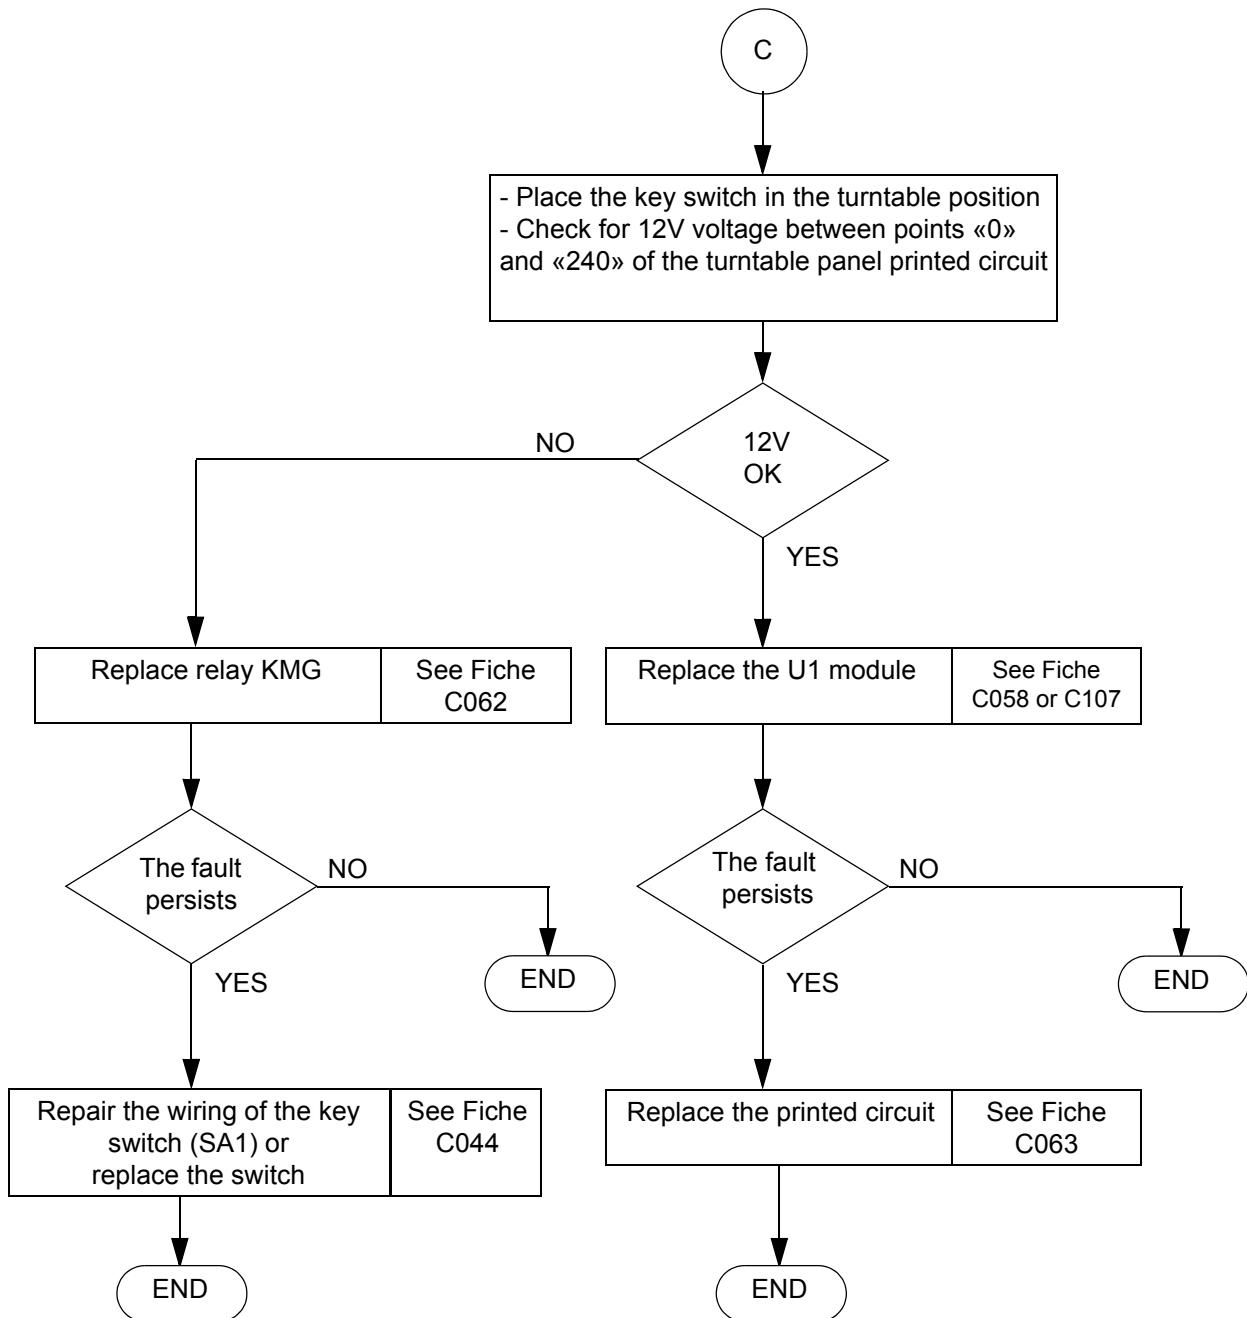 C
- Place the key switch in the turntable position
- Check for 12V voltage between points «0»
and «240» of the turntable panel printed circuit
12V
OK
NO
YES
Replace relay KMG
See Fiche
C062
Replace the U1 module
See Fiche
C058 or C107
The fault
persists
NO
YES
END
The fault
persists
NO
YES
END
Repair the wiring of the key
switch (SA1) or
replace the switch
See Fiche
C044
Replace the printed circuit
See Fiche
C063
END
END